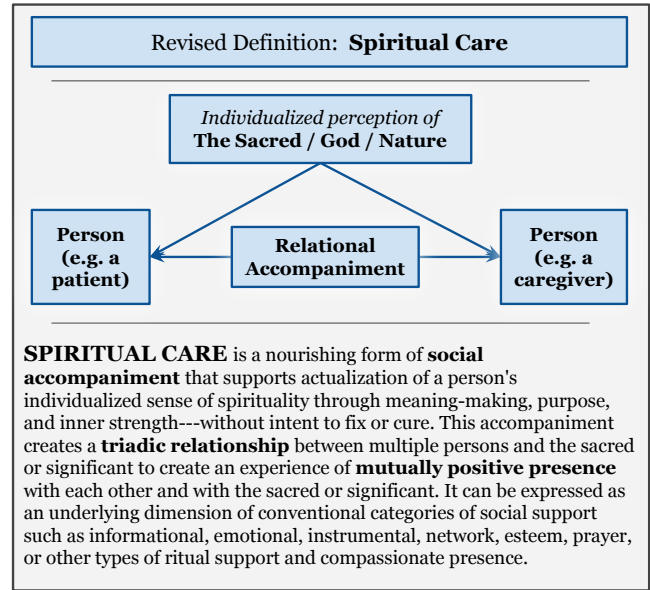 Revised Definition: Spiritual Care
Individualized perception of
The Sacred / God / Nature
Person
(e.g. a
patient)
Relational
Accompaniment
Person
(e.g. a
caregiver)
SPIRITUAL CARE is a nourishing form of social
accompaniment that supports actualization of a person's
individualized sense of spirituality through meaning-making, purpose,
and inner strength---without intent to fix or cure. This accompaniment
creates a triadic relationship between multiple persons and the sacred
or significant to create an experience of mutually positive presence
with each other and with the sacred or significant. It can be expressed as
an underlying dimension of conventional categories of social support
such as informational, emotional, instrumental, network, esteem, prayer,
or other types of ritual support and compassionate presence.